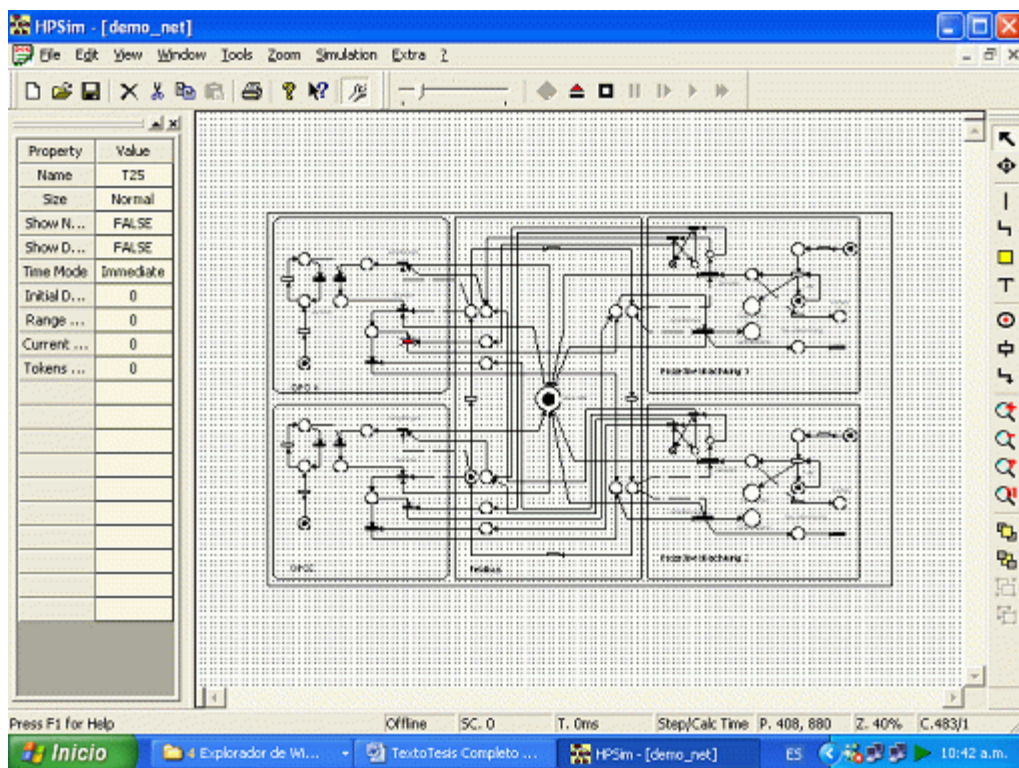 HPSim - [demo_net]
File Edit View Window Tools Zoom Simulation Extra ?
Property Value
Name T25
Size Normal
Show N... FALSE
Show D... FALSE
Time Mode Immediate
Initial D... 0
Range ... 0
Current ... 0
Tokens ... 0
Press F1 for Help Offline SC. 0 T. 0ms Step/Calc Time P. 408, 880 Z. 40% C.483/1
Inicio 4 Explorador de Wi... TextoTesis Completo ... HPSim - [demo_net] ES 10:42 a.m.